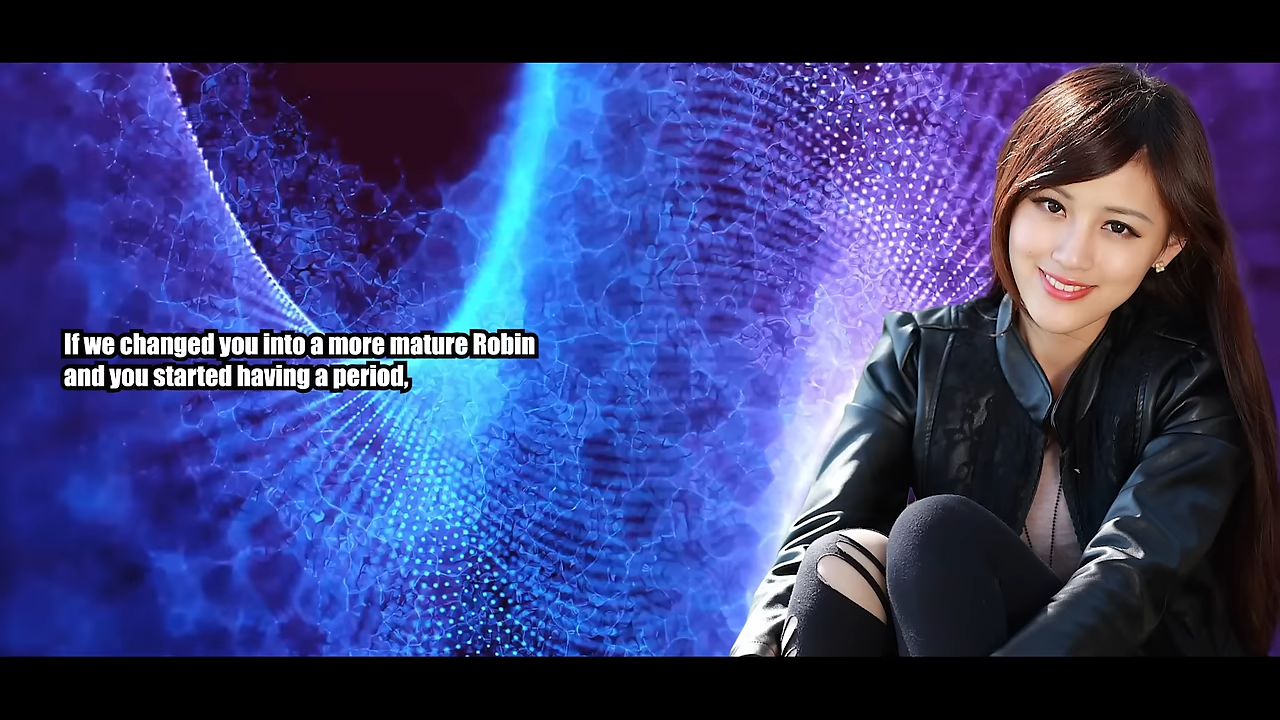 If we changed you into a more mature Robin
and you started having a period,